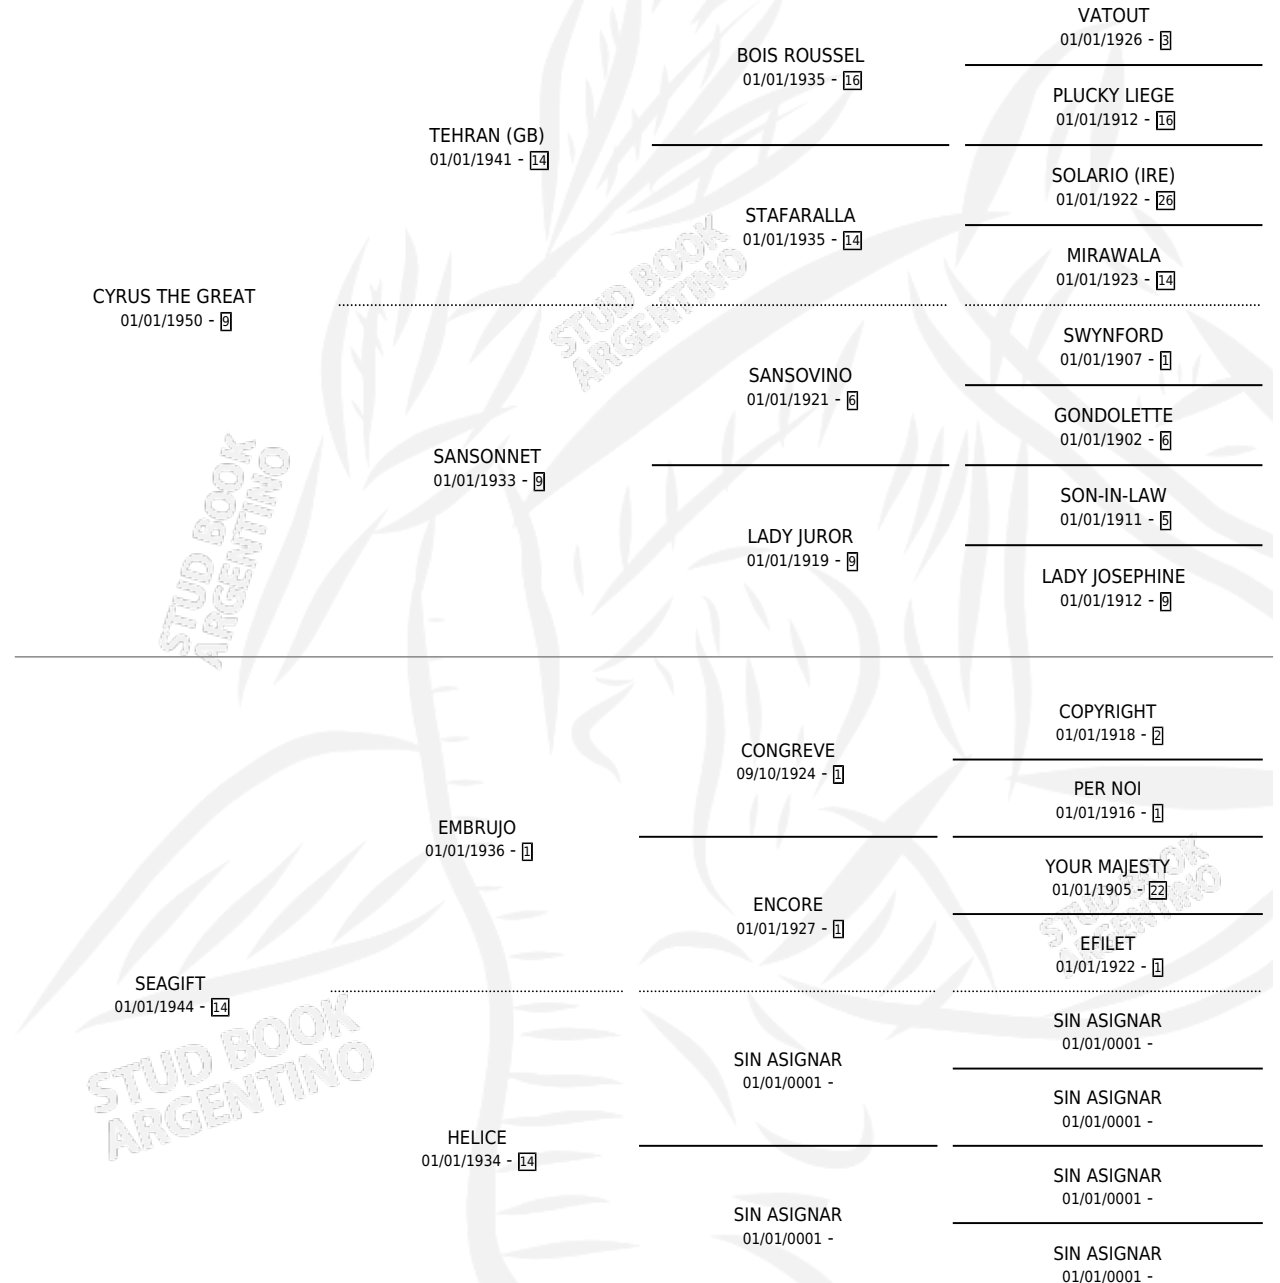 VATOUT
01/01/1926 - 3
BOIS ROUSSEL
01/01/1935 - 16
PLUCKY LIEGE
01/01/1912 - 16
TEHRAN (GB)
01/01/1941 - 14
SOLARIO (IRE)
01/01/1922 - 26
STAFARALLA
01/01/1935 - 14
MIRAWALA
01/01/1923 - 14
CYRUS THE GREAT
01/01/1950 - 9
SWYNFORD
01/01/1907 - 1
SANSOVINO
01/01/1921 - 6
GONDOLETTE
01/01/1902 - 6
SANSONNET
01/01/1933 - 9
SON-IN-LAW
01/01/1911 - 5
LADY JUROR
01/01/1919 - 9
LADY JOSEPHINE
01/01/1912 - 9
COPYRIGHT
01/01/1918 - 2
CONGREVE
09/10/1924 - 1
PER NOI
01/01/1916 - 1
EMBRUJO
01/01/1936 - 1
YOUR MAJESTY
01/01/1905 - 22
ENCORE
01/01/1927 - 1
EFILET
01/01/1922 - 1
SEAGIFT
01/01/1944 - 14
SIN ASIGNAR
01/01/0001 -
SIN ASIGNAR
01/01/0001 -
SIN ASIGNAR
01/01/0001 -
HELICE
01/01/1934 - 14
SIN ASIGNAR
01/01/0001 -
SIN ASIGNAR
01/01/0001 -
SIN ASIGNAR
01/01/0001 -
STUD BOOK
ARGENTINO
STUD BOOK
ARGENTINO
STUD BOOK
ARGENTINO
STUD BOOK
ARGENTINO